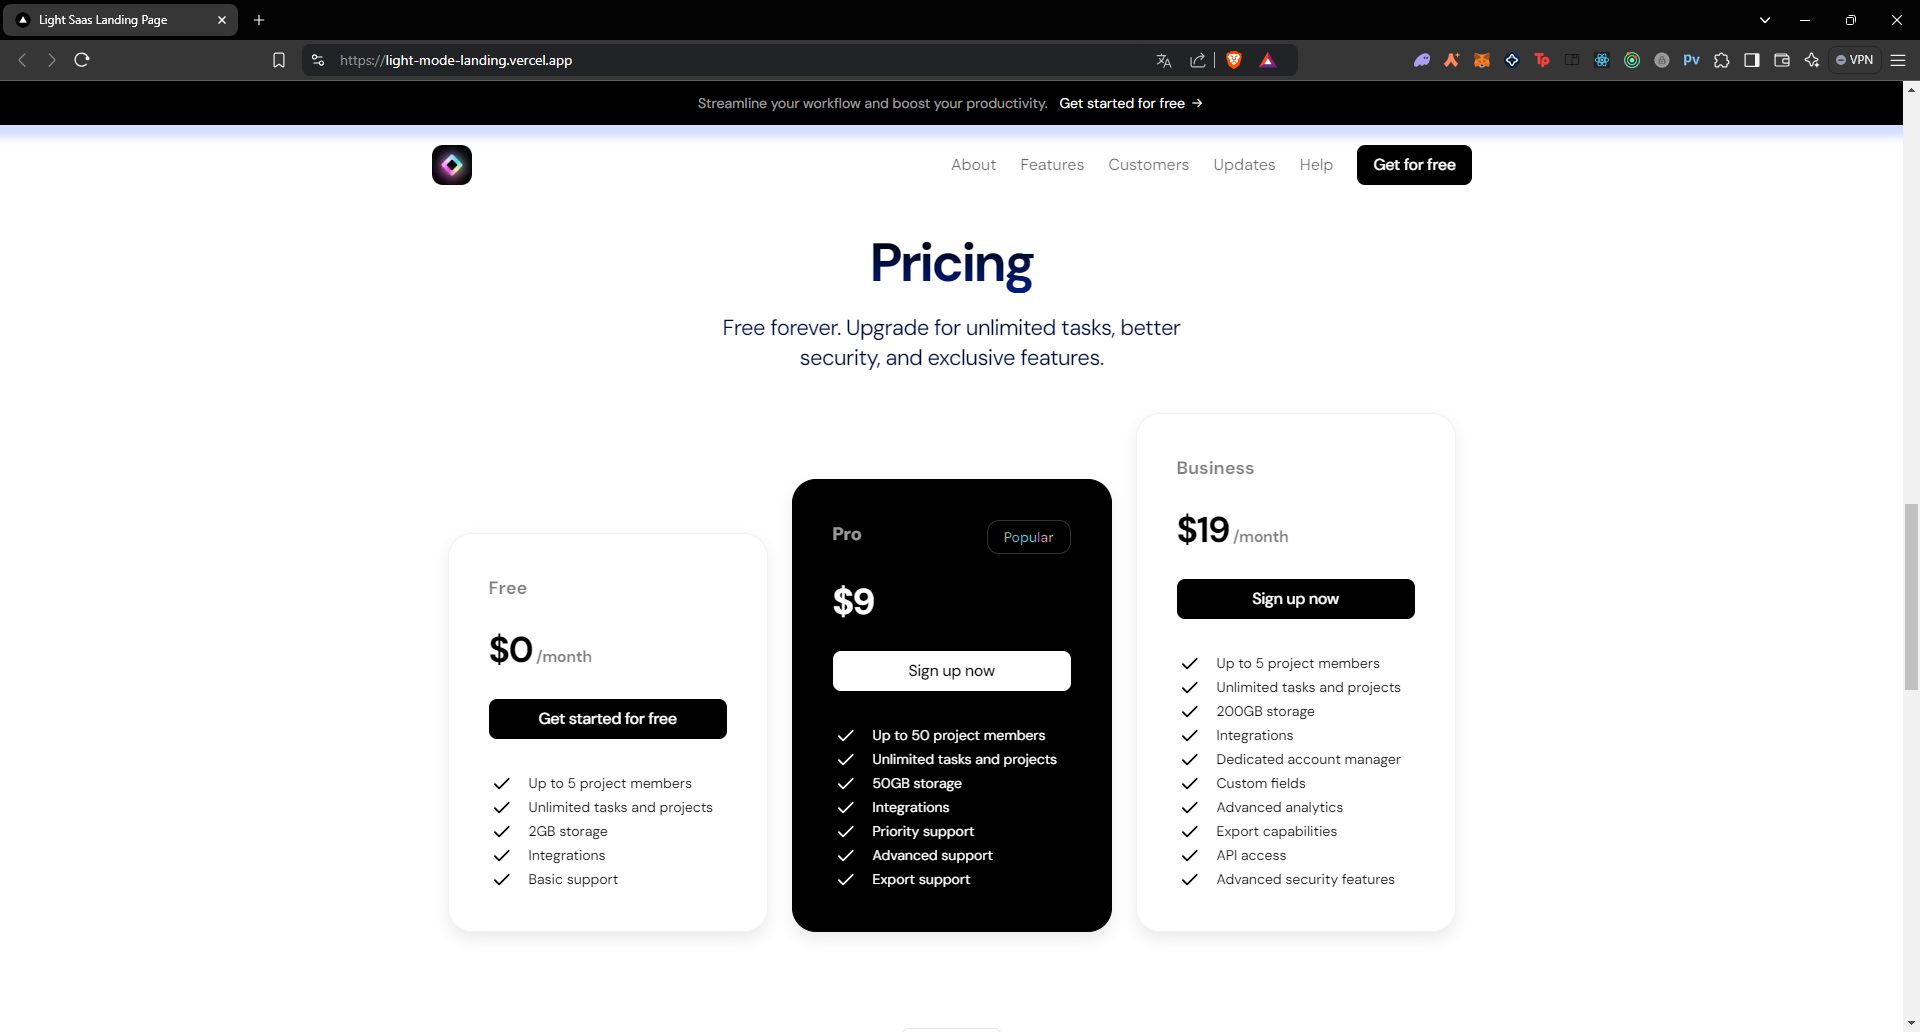 Light Saas Landing Page
https://light-mode-landing.vercel.app
Tp
Pv
VPN
Streamline your workflow and boost your productivity. Get started for free →
About Features Customers Updates Help Get for free
Pricing
Free forever. Upgrade for unlimited tasks, better
security, and exclusive features.
Free
$0 /month
Get started for free
Up to 5 project members
Unlimited tasks and projects
2GB storage
Integrations
Basic support
Pro
Popular
$9
Sign up now
Up to 50 project members
Unlimited tasks and projects
50GB storage
Integrations
Priority support
Advanced support
Export support
Business
$19 /month
Sign up now
Up to 5 project members
Unlimited tasks and projects
200GB storage
Integrations
Dedicated account manager
Custom fields
Advanced analytics
Export capabilities
API access
Advanced security features